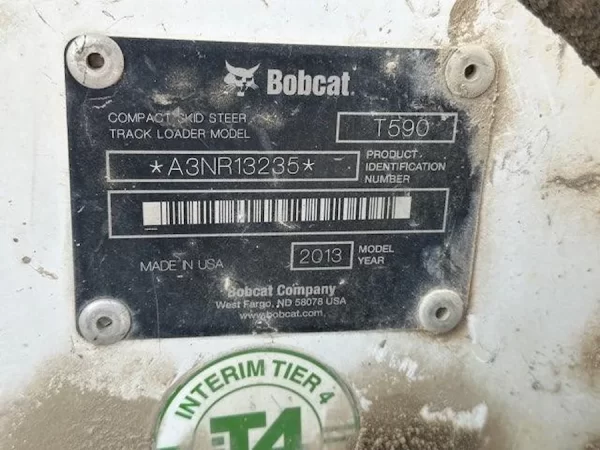 Bobcat.
COMPACT SKID STEER
TRACK LOADER MODEL
T590
*A3NR13235*
PRODUCT
IDENTIFICATION
NUMBER
MADE IN USA
2013
MODEL
YEAR
Bobcat Company
West Fargo, ND 58078 USA
www.bobcat.com
INTERIM TIER 4
T4